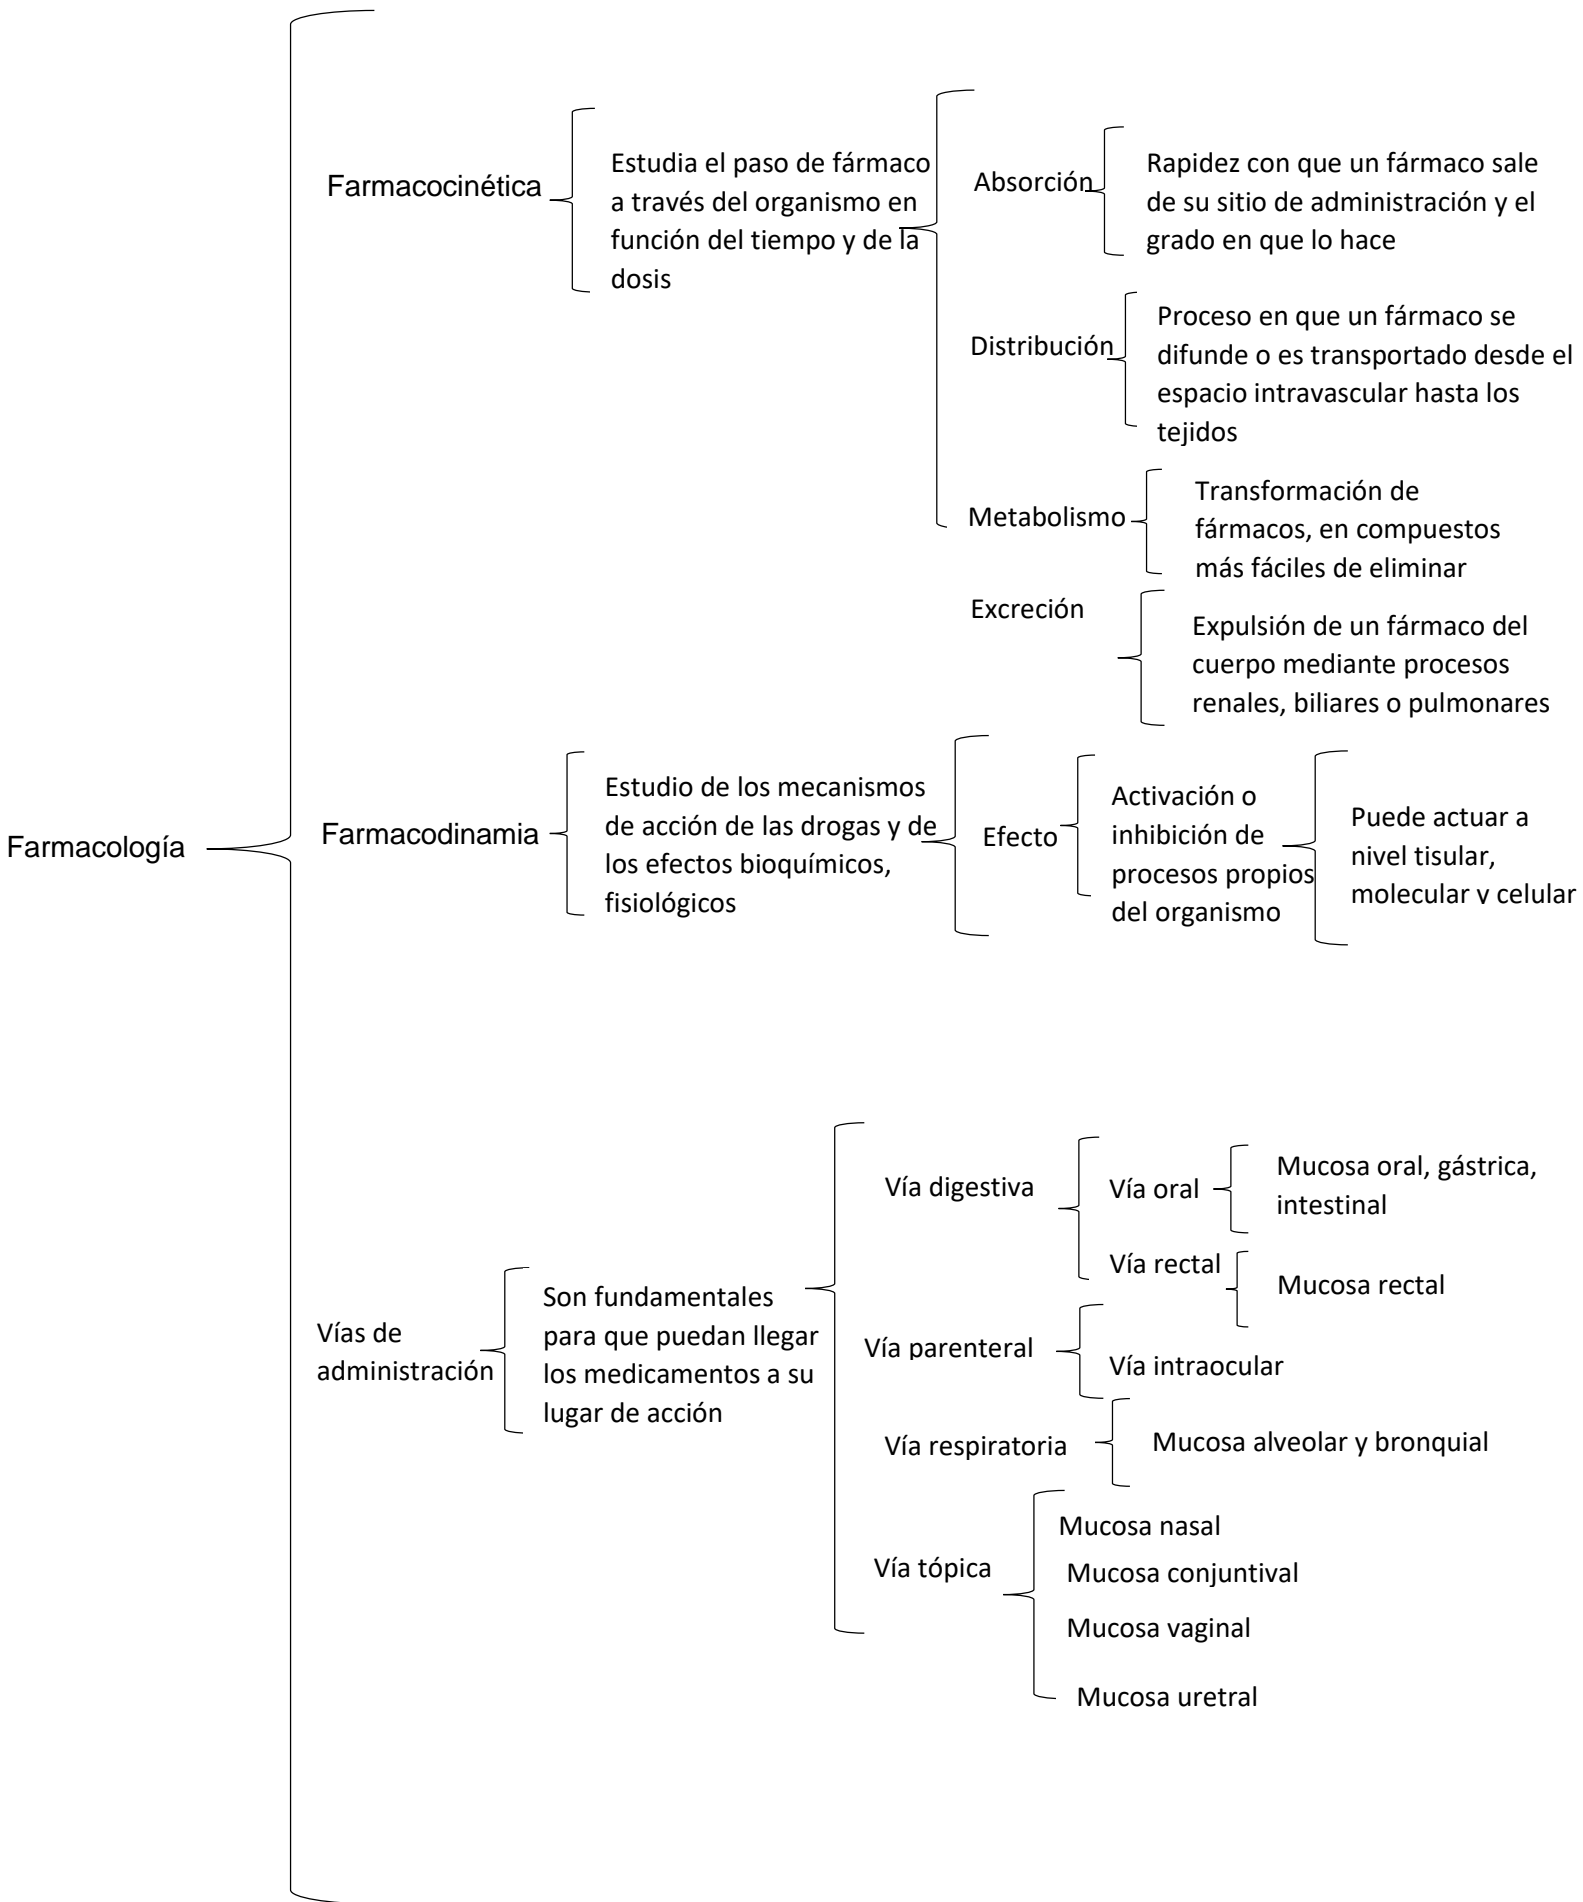 Farmacología
Farmacocinética
Estudia el paso de fármaco
a través del organismo en
función del tiempo y de la
dosis
Absorción
Rapidez con que un fármaco sale
de su sitio de administración y el
grado en que lo hace
Distribución
Proceso en que un fármaco se
difunde o es transportado desde el
espacio intravascular hasta los
tejidos
Metabolismo
Transformación de
fármacos, en compuestos
más fáciles de eliminar
Excreción
Expulsión de un fármaco del
cuerpo mediante procesos
renales, biliares o pulmonares
Farmacodinamia
Estudio de los mecanismos
de acción de las drogas y de
los efectos bioquímicos,
fisiológicos
Efecto
Activación o
inhibición de
procesos propios
del organismo
Puede actuar a
nivel tisular,
molecular y celular
Vías de
administración
Son fundamentales
para que puedan llegar
los medicamentos a su
lugar de acción
Vía digestiva
Vía oral
Mucosa oral, gástrica,
intestinal
Vía rectal
Mucosa rectal
Vía parenteral
Vía intraocular
Vía respiratoria
Mucosa alveolar y bronquial
Vía tópica
Mucosa nasal
Mucosa conjuntival
Mucosa vaginal
Mucosa uretral